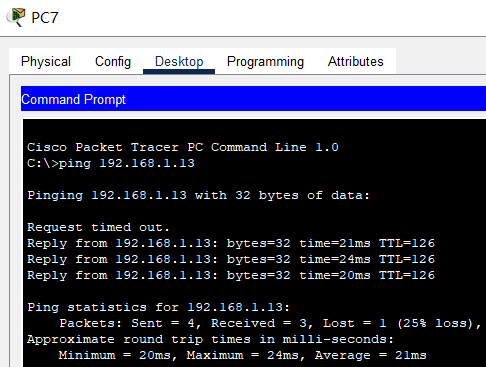 PC7
Physical Config Desktop Programming Attributes
Command Prompt
Cisco Packet Tracer PC Command Line 1.0
C:\>ping 192.168.1.13
Pinging 192.168.1.13 with 32 bytes of data:
Request timed out.
Reply from 192.168.1.13: bytes=32 time=21ms TTL=126
Reply from 192.168.1.13: bytes=32 time=24ms TTL=126
Reply from 192.168.1.13: bytes=32 time=20ms TTL=126
Ping statistics for 192.168.1.13:
Packets: Sent = 4, Received = 3, Lost = 1 (25% loss),
Approximate round trip times in milli-seconds:
Minimum = 20ms, Maximum = 24ms, Average = 21ms